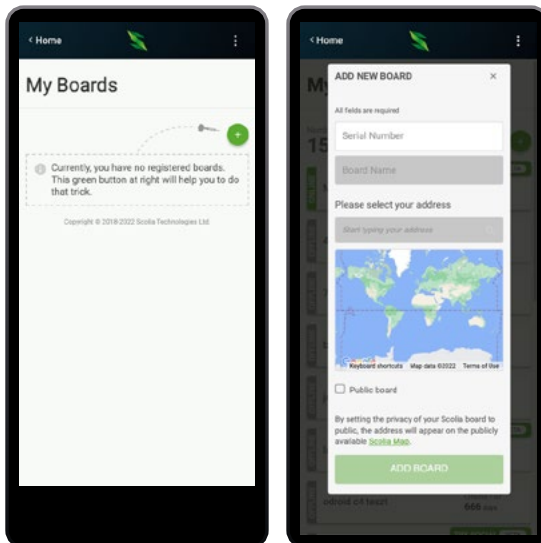 Home
My Boards
Currently, you have no registered boards.
This green button at right will help you to do
that trick.
Copyright © 2018-2022 Scolia Technologies Ltd.
Home
ADD NEW BOARD
All fields are required
Serial Number
Board Name
Please select your address
Start typing your address
Keyboard shortcuts Map data ©2022 Terms of Use
Public board
By setting the privacy of your Scolia board to
public, the address will appear on the publicly
available Scolia Map.
ADD BOARD
666